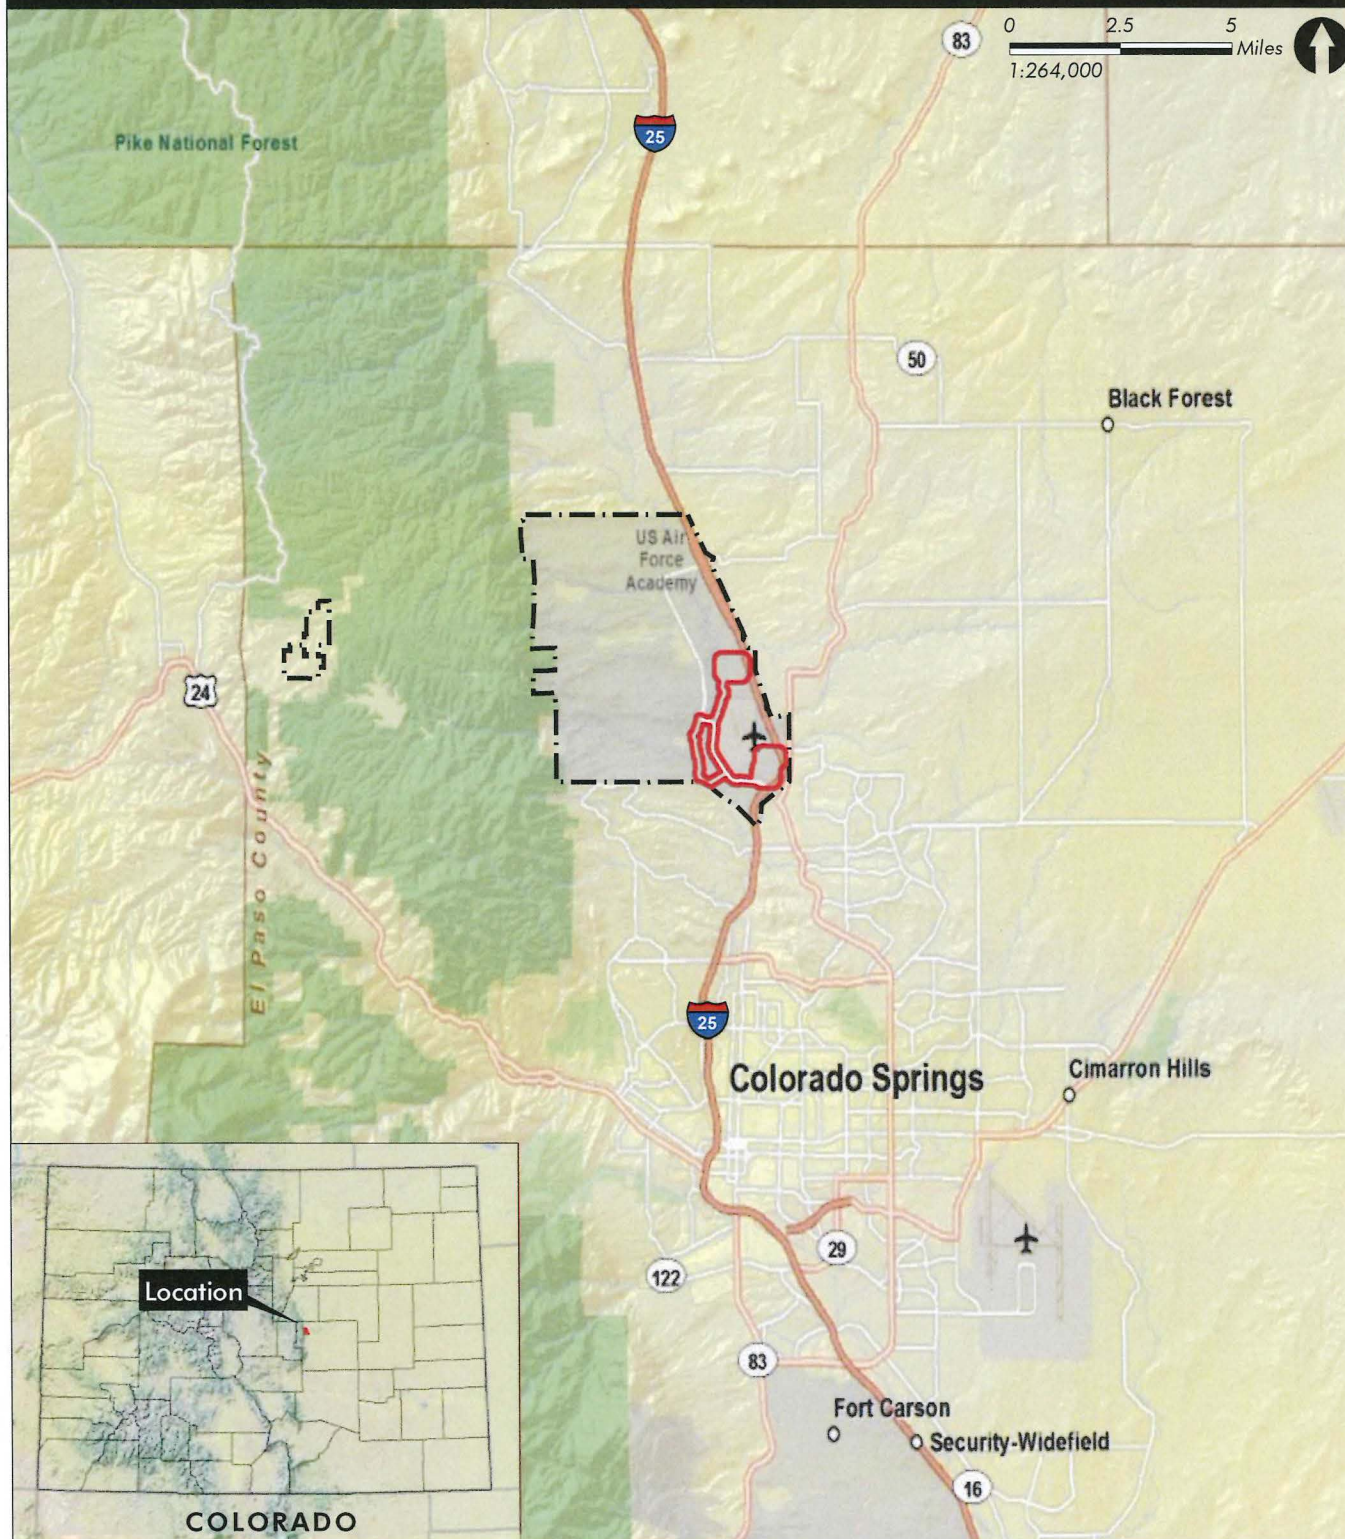 0 2.5 5
Miles
1:264,000
83
25
Pike National Forest
50
Black Forest
US Air
Force
Academy
24
El Paso County
25
Colorado Springs
Cimarron Hills
29
122
Location
83
Fort Carson
Security-Widefield
16
COLORADO